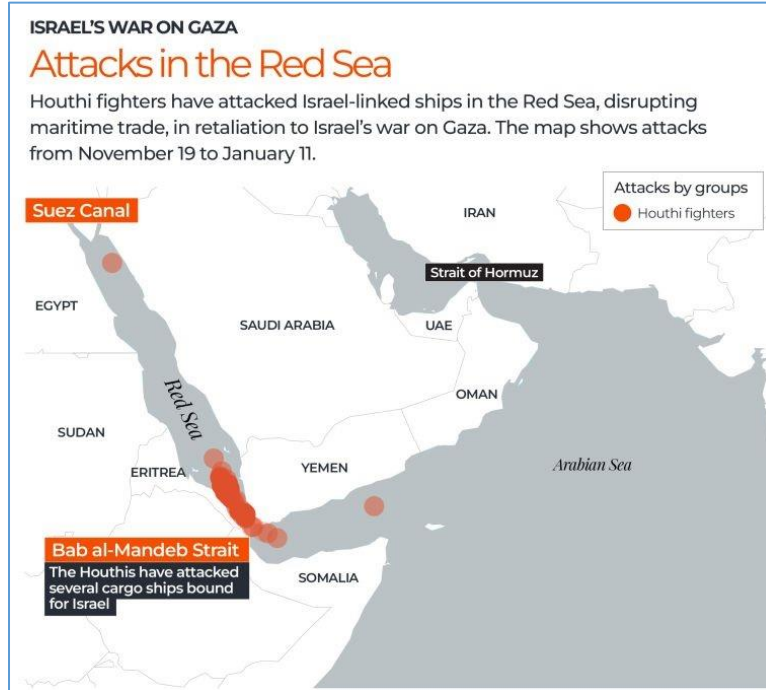 ISRAEL'S WAR ON GAZA
Attacks in the Red Sea
Houthi fighters have attacked Israel-linked ships in the Red Sea, disrupting
maritime trade, in retaliation to Israel's war on Gaza. The map shows attacks
from November 19 to January 11.
Attacks by groups
Houthi fighters
Suez Canal
IRAN
Strait of Hormuz
EGYPT
SAUDI ARABIA
UAE
OMAN
Red Sea
SUDAN
ERITREA
YEMEN
Arabian Sea
Bab al-Mandeb Strait
The Houthis have attacked
several cargo ships bound
for Israel
SOMALIA